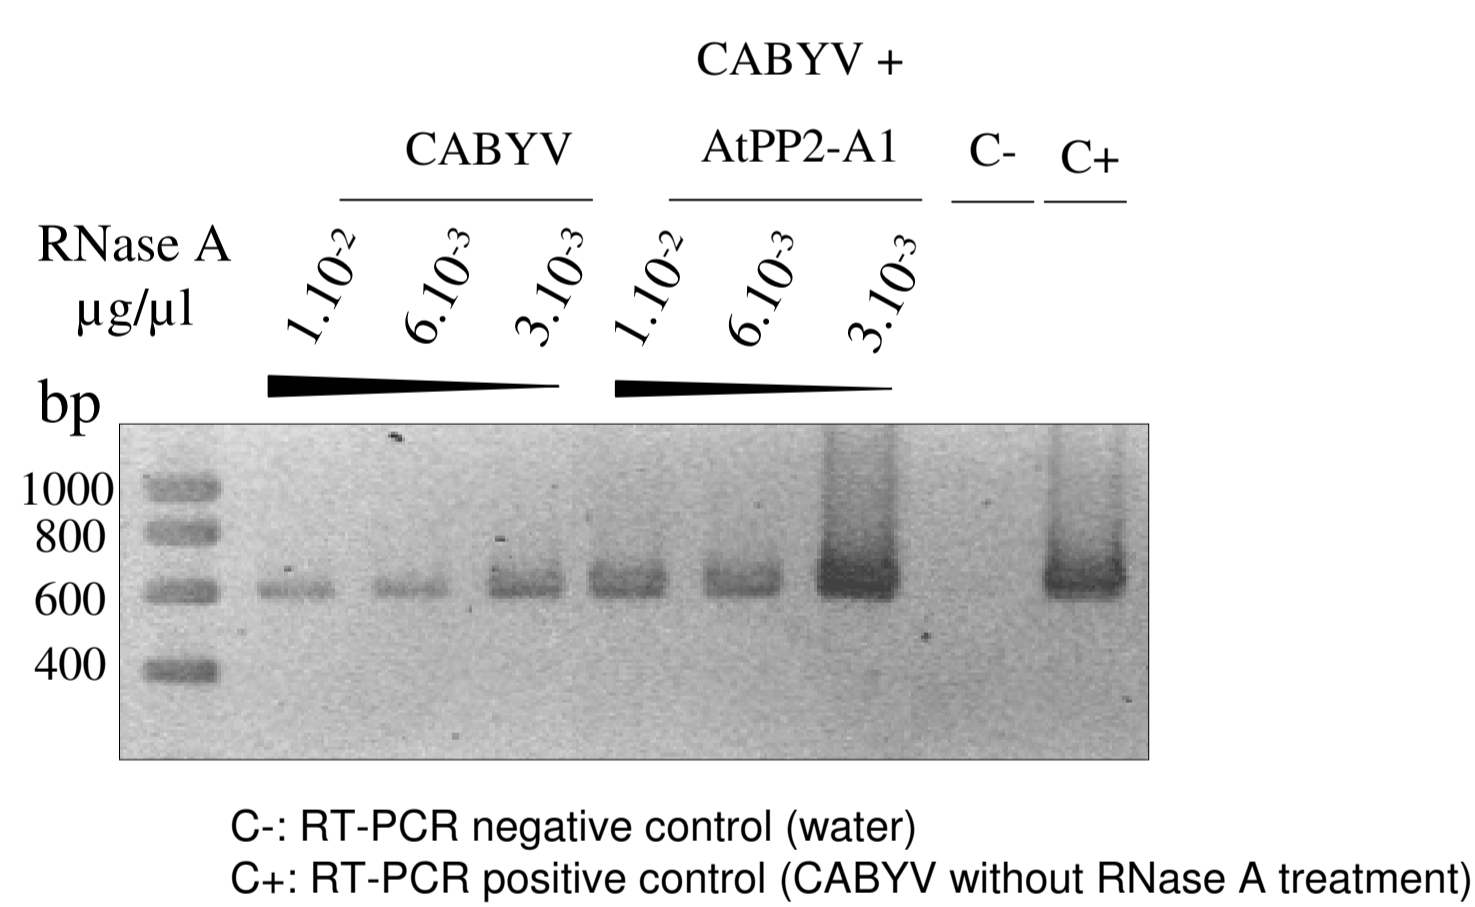 CABYV +
CABYV AtPP2-A1 C- C+
RNase A
µg/µl
1.10-2 6.10-3 3.10-3 1.10-2 6.10-3 3.10-3
bp
1000
800
600
400
C-: RT-PCR negative control (water)
C+: RT-PCR positive control (CABYV without RNase A treatment)